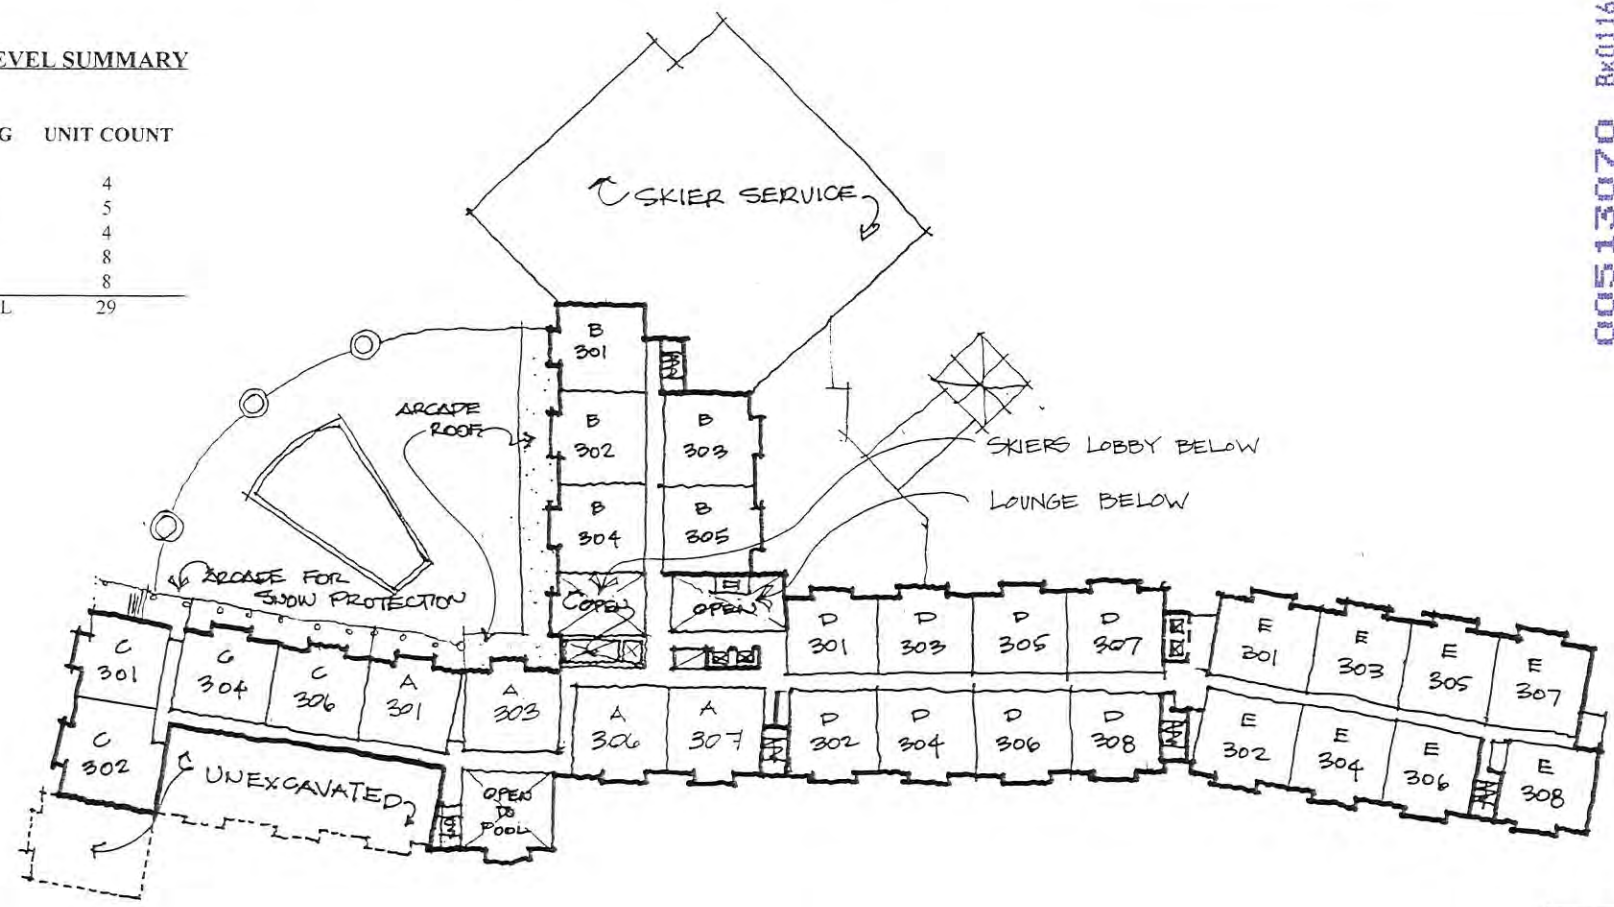 EVEL SUMMARY
G UNIT COUNT
4
5
4
8
8
L 29
00513070 BK0116
SKIER SERVICE
ARCADE
ROOF
SKIERS LOBBY BELOW
LOUNGE BELOW
ARCADE FOR
SNOW PROTECTION
B
301
B
302
B
303
B
304
B
305
OPEN
OPEN
C
301
C
304
C
306
A
301
A
303
A
306
A
307
C
302
UNEXCAVATED
OPEN
TO
POOL
D
301
D
303
D
305
D
307
D
302
D
304
D
306
D
308
E
301
E
303
E
305
E
307
E
302
E
304
E
306
E
308